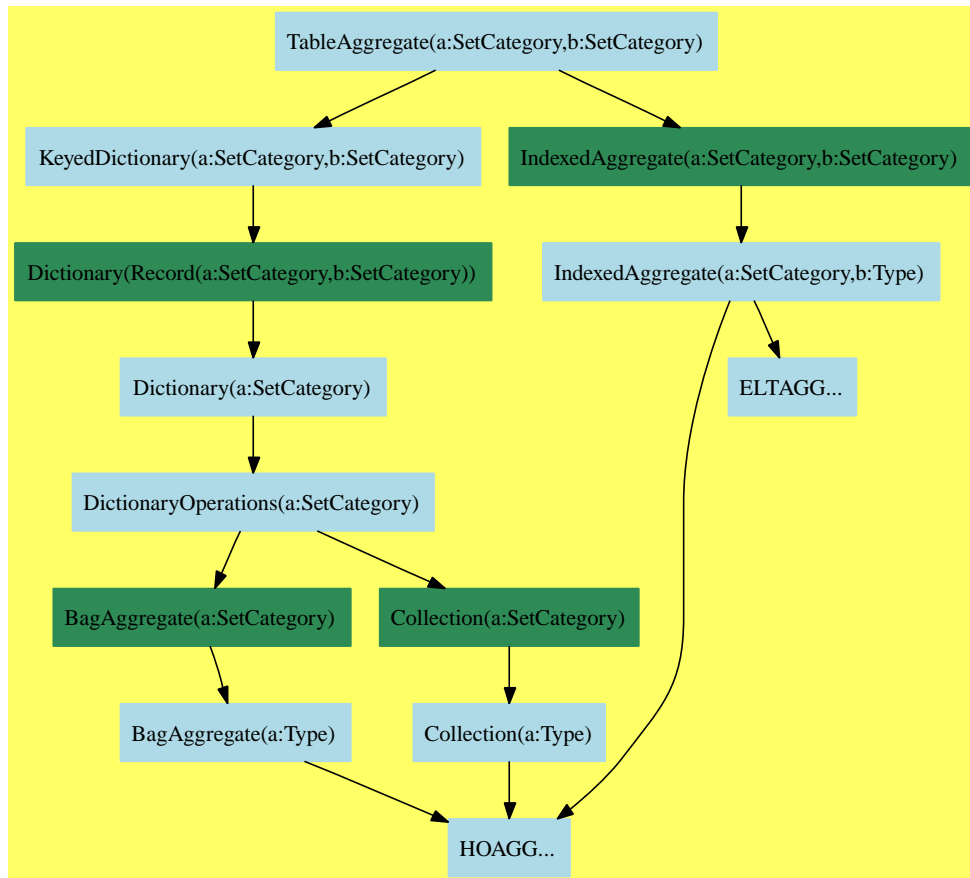 TableAggregate(a:SetCategory,b:SetCategory)
KeyedDictionary(a:SetCategory,b:SetCategory)
IndexedAggregate(a:SetCategory,b:SetCategory)
Dictionary(Record(a:SetCategory,b:SetCategory))
IndexedAggregate(a:SetCategory,b:Type)
Dictionary(a:SetCategory)
ELTAGG...
DictionaryOperations(a:SetCategory)
BagAggregate(a:SetCategory)
Collection(a:SetCategory)
BagAggregate(a:Type)
Collection(a:Type)
HOAGG...